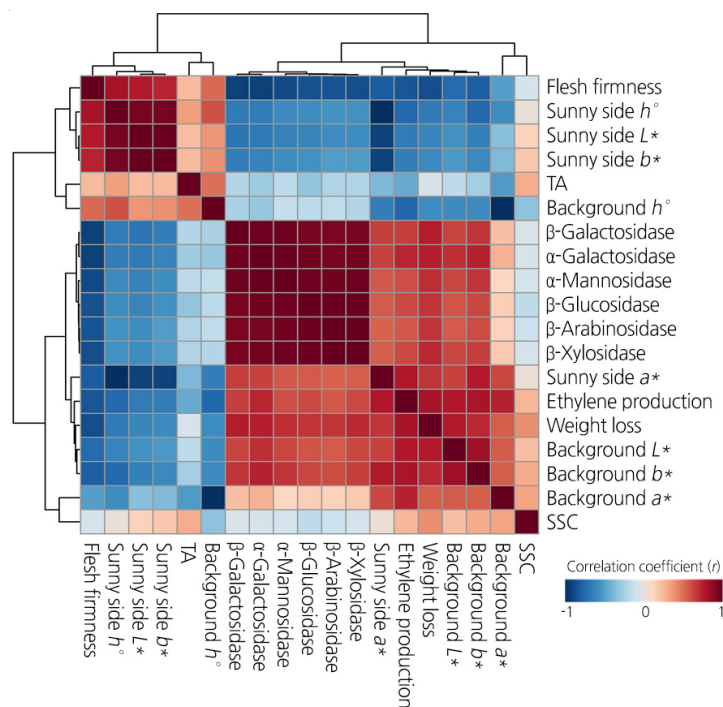 Flesh firmness
Sunny side h°
Sunny side L*
Sunny side b*
TA
Background h°
β-Galactosidase
α-Galactosidase
α-Mannosidase
β-Glucosidase
β-Arabinosidase
β-Xylosidase
Sunny side a*
Ethylene production
Weight loss
Background L*
Background b*
Background a*
SSC
Flesh firmness
Sunny side h°
Sunny side L*
Sunny side b*
TA
Background h°
β-Galactosidase
α-Galactosidase
α-Mannosidase
β-Glucosidase
β-Arabinosidase
β-Xylosidase
Sunny side a*
Ethylene production
Weight loss
Background L*
Background b*
Background a*
SSC
Correlation coefficient (r)
-1 0 1